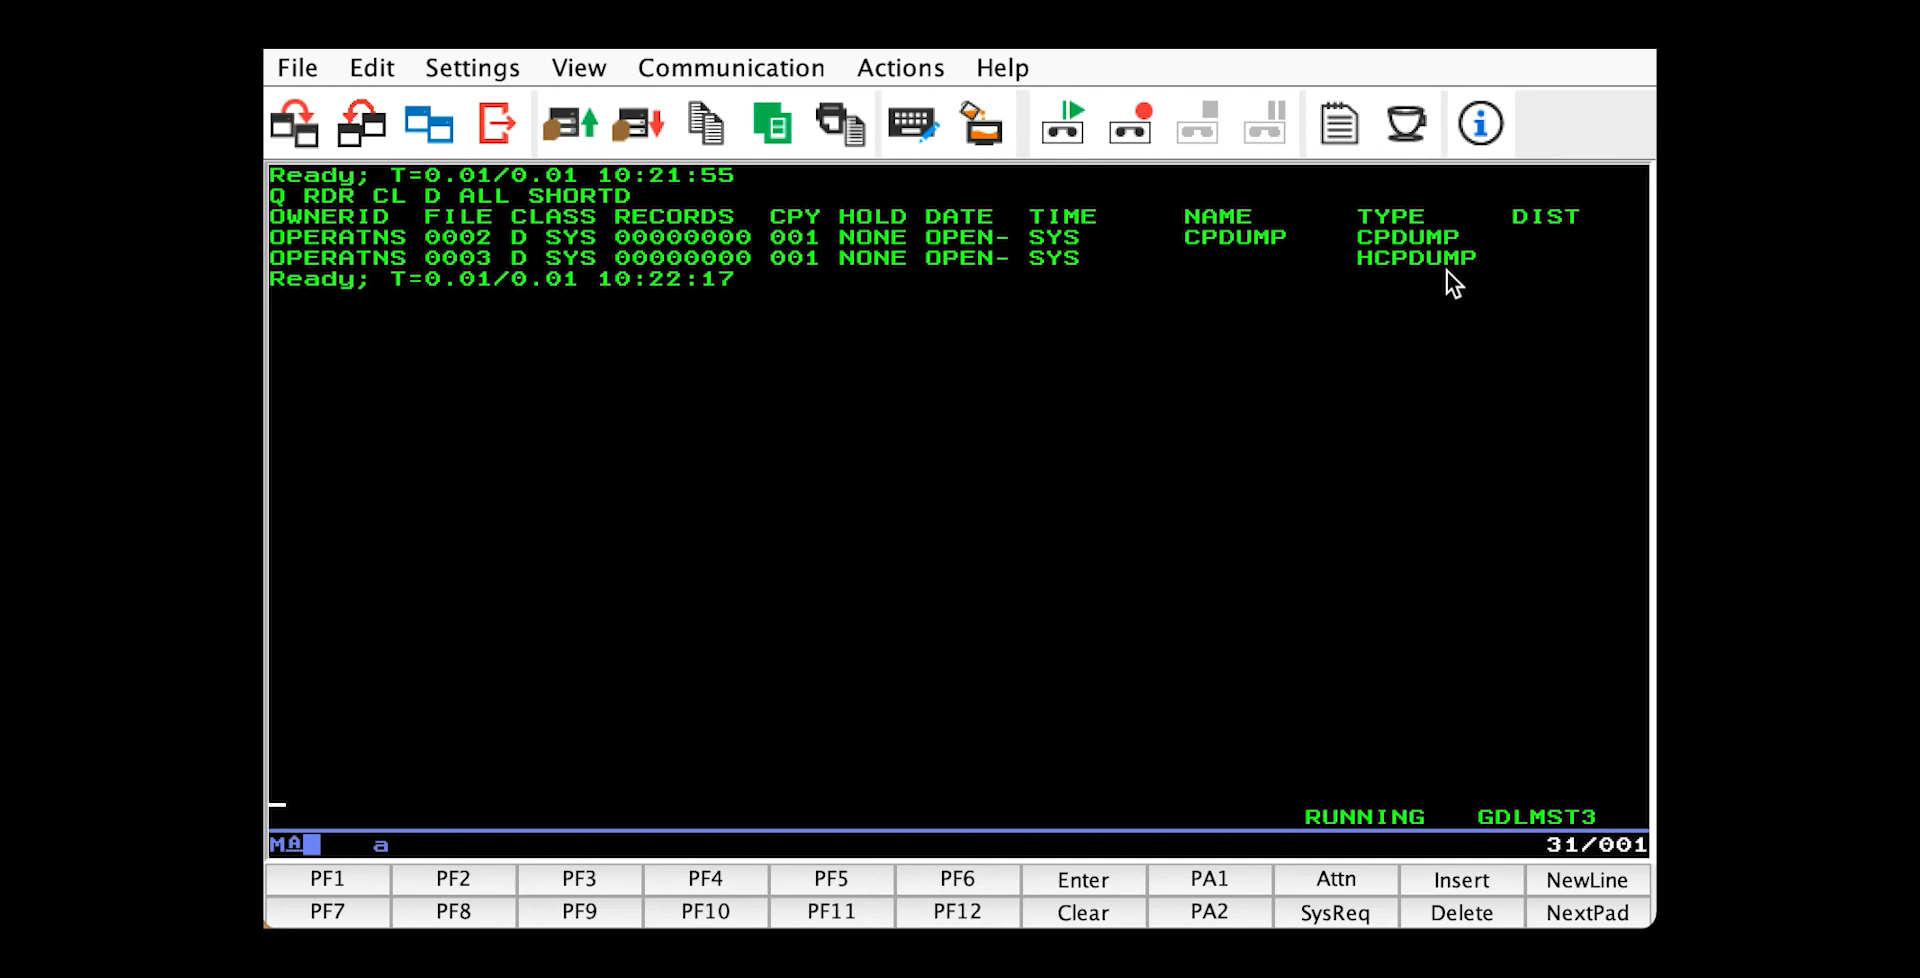 File Edit Settings View Communication Actions Help
Ready; T=0.01/0.01 10:21:55
Q RDR CL D ALL SHORTD
OWNERID FILE CLASS RECORDS CPY HOLD DATE TIME NAME TYPE DIST
OPERATNS 0002 D SYS 00000000 001 NONE OPEN- SYS CPDUMP CPDUMP
OPERATNS 0003 D SYS 00000000 001 NONE OPEN- SYS HCPDUMP
Ready; T=0.01/0.01 10:22:17
RUNNING GDLMST3
MA a 31/001
PF1 PF2 PF3 PF4 PF5 PF6 Enter PA1 Attn Insert NewLine
PF7 PF8 PF9 PF10 PF11 PF12 Clear PA2 SysReq Delete NextPad